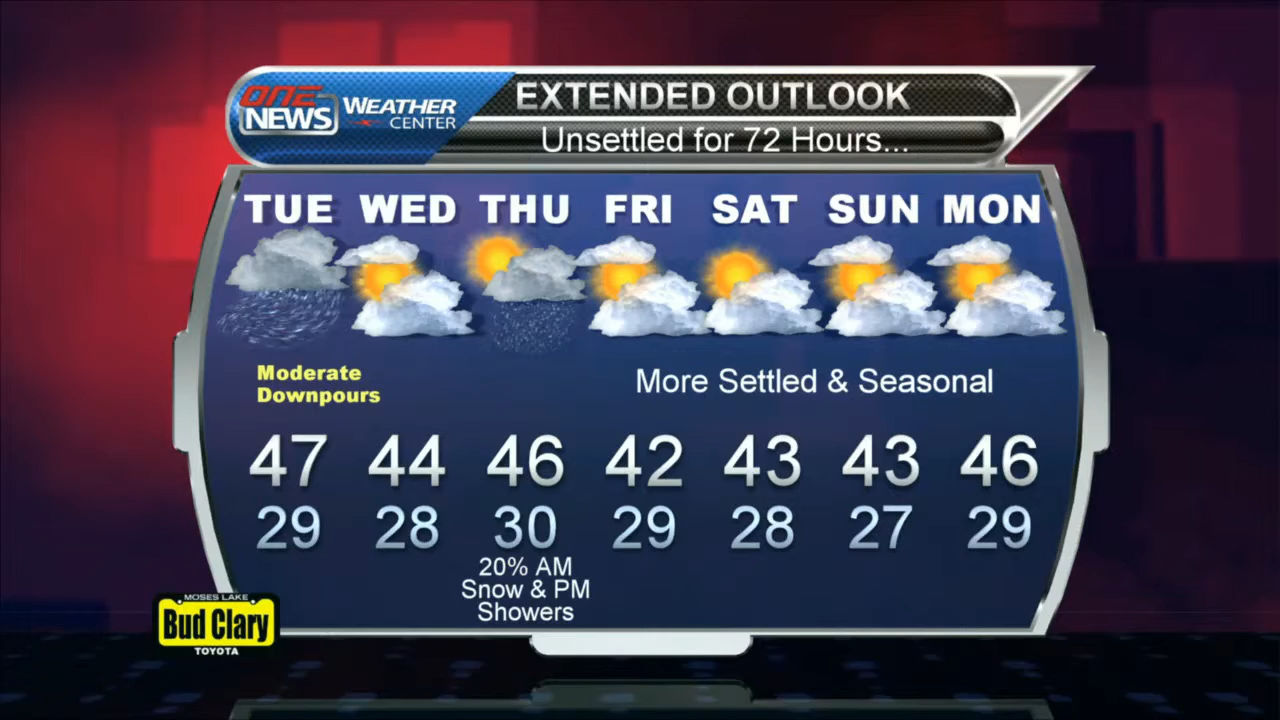 ONE
NEWS
WEATHER
CENTER
EXTENDED OUTLOOK
Unsettled for 72 Hours...
TUE WED THU FRI SAT SUN MON
Moderate
Downpours
More Settled & Seasonal
47 44 46 42 43 43 46
29 28 30 29 28 27 29
20% AM
Snow & PM
Showers
MOSES LAKE
Bud Clary
TOYOTA